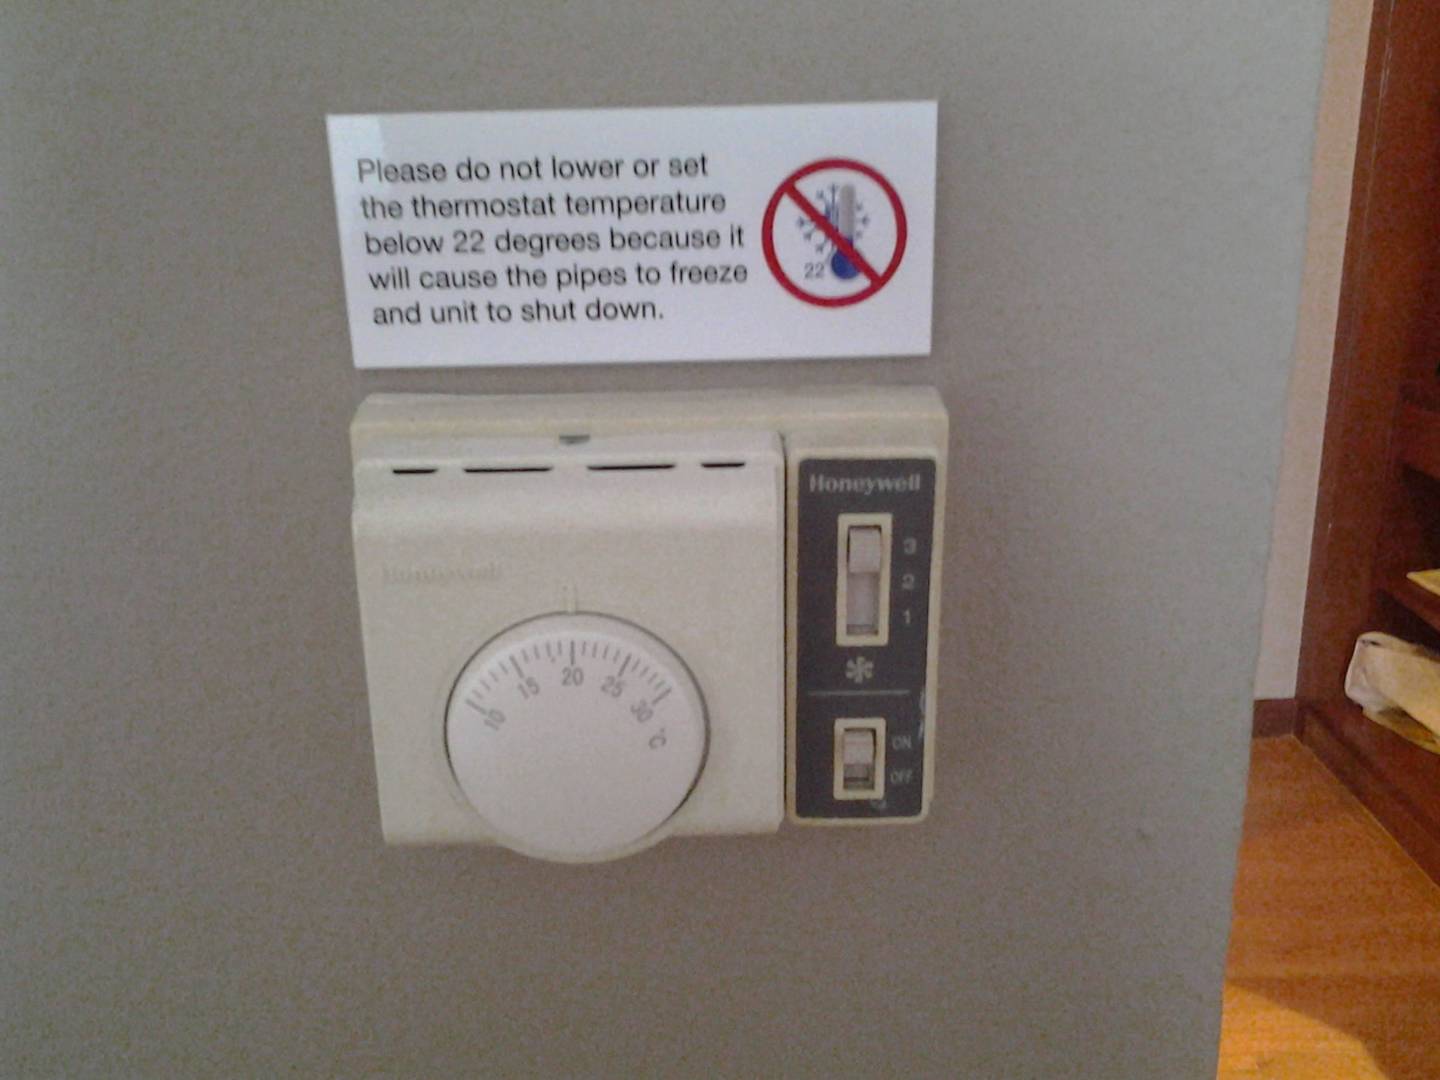 Please do not lower or set
the thermostat temperature
below 22 degrees because it
will cause the pipes to freeze
and unit to shut down.
22
Honeywell
3
2
1
Honeywell
10 15 20 25 30 °C
ON
OFF